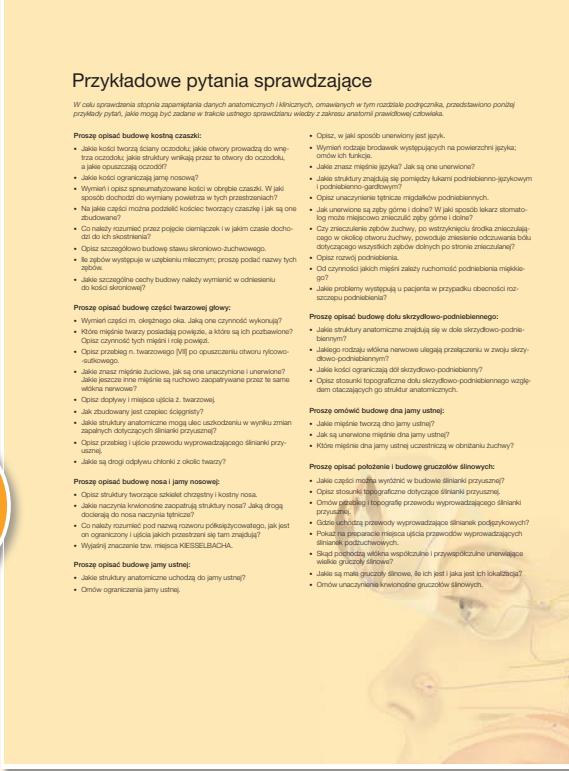 Przykładowe pytania sprawdzające
W celu sprawdzenia stopnia zapamiętania danych anatomicznych i klinicznych, omawianych w tym rozdziale podręcznika, przedstawiono poniżej
przykłady pytań, jakie mogą być zadane w trakcie ustnego sprawdzianu wiedzy z zakresu anatomii prawidłowej człowieka.
Proszę opisać budowę kostną czaszki:
• Jakie kości tworzą ściany oczodołu; jakie otwory prowadzą do wnę-
trza oczodołu; jakie struktury wnikają przez te otwory do oczodołu,
a jakie opuszczają oczodół?
• Jakie kości ograniczają jamę nosową?
• Wymień i opisz spneumatyzowane kości w obrębie czaszki. W jaki
sposób dochodzi do wymiany powietrza w tych przestrzeniach?
• Na jakie części można podzielić kościec tworzący czaszkę i jak są one
zbudowane?
• Co należy rozumieć przez pojęcie ciemiączek i w jakim czasie docho-
dzi do ich skostnienia?
• Opisz szczegółowo budowę stawu skroniowo-żuchwowego.
• Ile zębów występuje w uzębieniu mlecznym; proszę podać nazwy tych
zębów.
• Jakie szczególne cechy budowy należy wymienić w odniesieniu
do kości skroniowej?
Proszę opisać budowę części twarzowej głowy:
• Wymień części m. okrężnego oka. Jaką one czynność wykonują?
• Które mięśnie twarzy posiadają powięzie, a które są ich pozbawione?
Opisz czynność tych mięśni i rolę powięzi.
• Opisz przebieg n. twarzowego [VII] po opuszczeniu otworu rylcowo-
-sutkowego.
• Jakie znasz mięśnie żuciowe, jak są one unaczynione i unerwione?
Jakie jeszcze inne mięśnie są ruchowo zaopatrywane przez te same
włókna nerwowe?
• Opisz dopływy i miejsce ujścia ż. twarzowej.
• Jak zbudowany jest czepiec ścięgnisty?
• Jakie struktury anatomiczne mogą ulec uszkodzeniu w wyniku zmian
zapalnych dotyczących ślinianki przyusznej?
• Opisz przebieg i ujście przewodu wyprowadzającego ślinianki przy-
usznej.
• Jakie są drogi odpływu chłonki z okolic twarzy?
Proszę opisać budowę nosa i jamy nosowej:
• Opisz struktury tworzące szkielet chrzęstny i kostny nosa.
• Jakie naczynia krwionośne zaopatrują struktury nosa? Jaką drogą
docierają do nosa naczynia tętnicze?
• Co należy rozumieć pod nazwą rozworu półksiężycowatego, jak jest
on ograniczony i ujścia jakich przestrzeni się tam znajdują?
• Wyjaśnij znaczenie tzw. miejsca KIESSELBACHA.
Proszę opisać budowę jamy ustnej:
• Jakie struktury anatomiczne uchodzą do jamy ustnej?
• Omów ograniczenia jamy ustnej.
• Opisz, w jaki sposób unerwiony jest język.
• Wymień rodzaje brodawek występujących na powierzchni języka;
omów ich funkcje.
• Jakie znasz mięśnie języka? Jak są one unerwione?
• Jakie struktury znajdują się pomiędzy łukami podniebienno-językowym
i podniebienno-gardłowym?
• Opisz unaczynienie tętnicze migdałków podniebiennych.
• Jak unerwione są zęby górne i dolne? W jaki sposób lekarz stomato-
log może miejscowo znieczulić zęby górne i dolne?
• Czy znieczulenie zębów żuchwy, po wstrzyknięciu środka znieczulają-
cego w okolicę otworu żuchwy, powoduje zniesienie odczuwania bólu
dotyczącego wszystkich zębów dolnych po stronie znieczulanej?
• Opisz rozwój podniebienia.
• Od czynności jakich mięśni zależy ruchomość podniebienia miękkie-
go?
• Jakie problemy występują u pacjenta w przypadku obecności roz-
szczepu podniebienia?
Proszę opisać budowę dołu skrzydłowo-podniebiennego:
• Jakie struktury anatomiczne znajdują się w dole skrzydłowo-podnie-
biennym?
• Jakiego rodzaju włókna nerwowe ulegają przełączeniu w zwoju skrzy-
dłowo-podniebiennym?
• Jakie kości ograniczają dół skrzydłowo-podniebienny?
• Opisz stosunki topograficzne dołu skrzydłowo-podniebiennego wzglę-
dem otaczających go struktur anatomicznych.
Proszę omówić budowę dna jamy ustnej:
• Jakie mięśnie tworzą dno jamy ustnej?
• Jak są unerwione mięśnie dna jamy ustnej?
• Które mięśnie dna jamy ustnej uczestniczą w obniżaniu żuchwy?
Proszę opisać położenie i budowę gruczołów ślinowych:
• Jakie części można wyróżnić w budowie ślinianki przyusznej?
• Opisz stosunki topograficzne dotyczące ślinianki przyusznej.
• Omów przebieg i topografię przewodu wyprowadzającego ślinianki
przyusznej.
• Gdzie uchodzą przewody wyprowadzające ślinianek podjęzykowych?
• Pokaż na preparacie miejsca ujścia przewodów wyprowadzających
ślinianek podżuchwowych.
• Skąd pochodzą włókna współczulne i przywspółczulne unerwiające
wielkie gruczoły ślinowe?
• Jakie są małe gruczoły ślinowe, ile ich jest i jaka jest ich lokalizacja?
• Omów unaczynienie krwionośne gruczołów ślinowych.